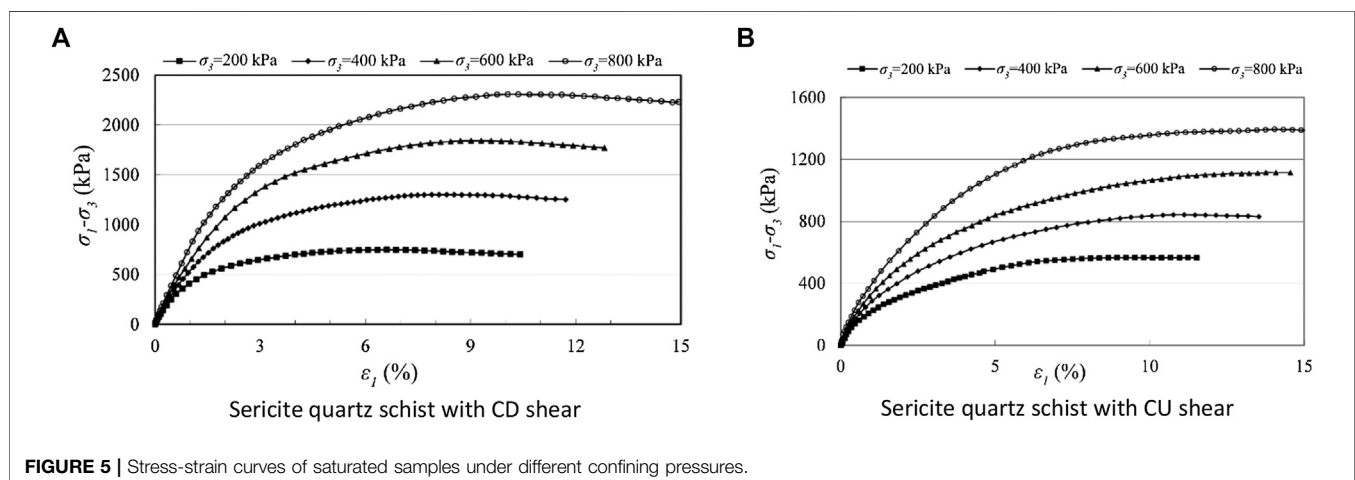 A
σ3=200 kPa σ3=400 kPa σ3=600 kPa σ3=800 kPa
2500
2000
1500
1000
500
0
σ1-σ3 (kPa)
0 3 6 9 12 15
ε1 (%)
Sericite quartz schist with CD shear
B
σ3=200 kPa σ3=400 kPa σ3=600 kPa σ3=800 kPa
1600
1200
800
400
0
σ1-σ3 (kPa)
0 5 10 15
ε1 (%)
Sericite quartz schist with CU shear
FIGURE 5 | Stress-strain curves of saturated samples under different confining pressures.